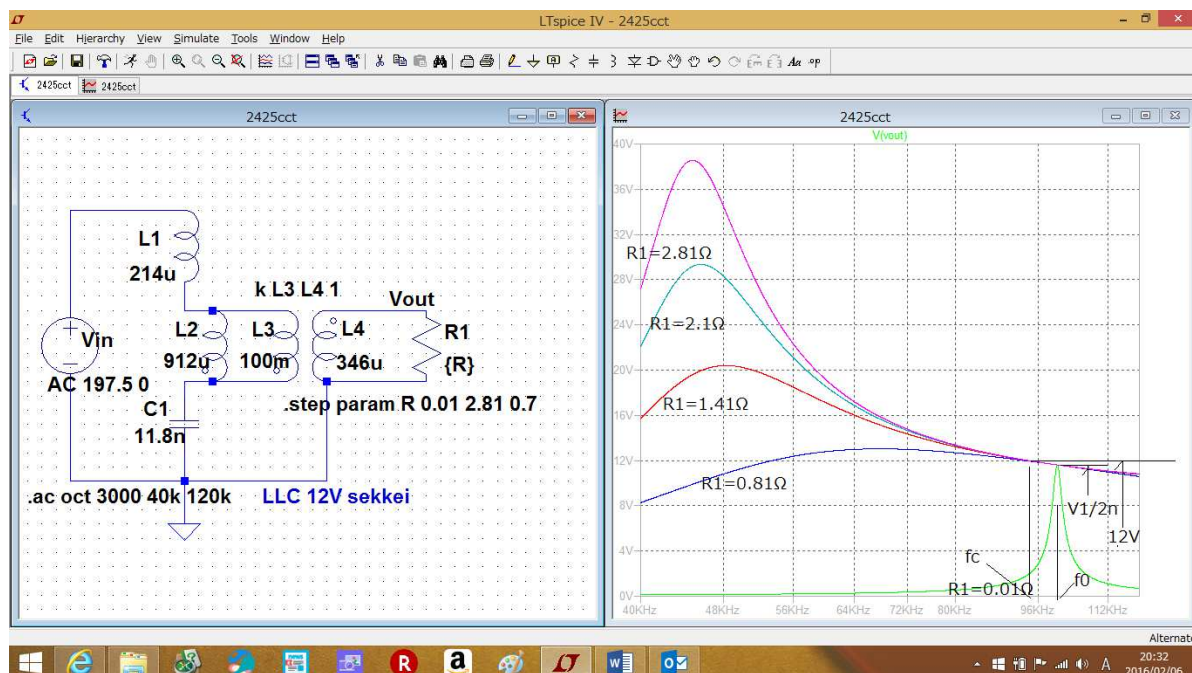 LTspice IV - 2425cct
File Edit Hierarchy View Simulate Tools Window Help
Aa .op
2425cct 2425cct
2425cct
L1
214u
k L3 L4 1
Vout
L2
912u
L3
100m
L4
346u
R1
{R}
Vin
AC 197.5 0
C1
11.8n
.step param R 0.01 2.81 0.7
.ac oct 3000 40k 120k
LLC 12V sekkei
2425cct
V(vout)
40V
36V
32V
28V
24V
20V
16V
12V
8V
4V
0V
R1=2.81Ω
R1=2.1Ω
R1=1.41Ω
R1=0.81Ω
R1=0.01Ω
V1/2n
12V
fc
f0
40KHz 48KHz 56KHz 64KHz 72KHz 80KHz 96KHz 112KHz
Alternat
R a W A
20:32
2016/02/06